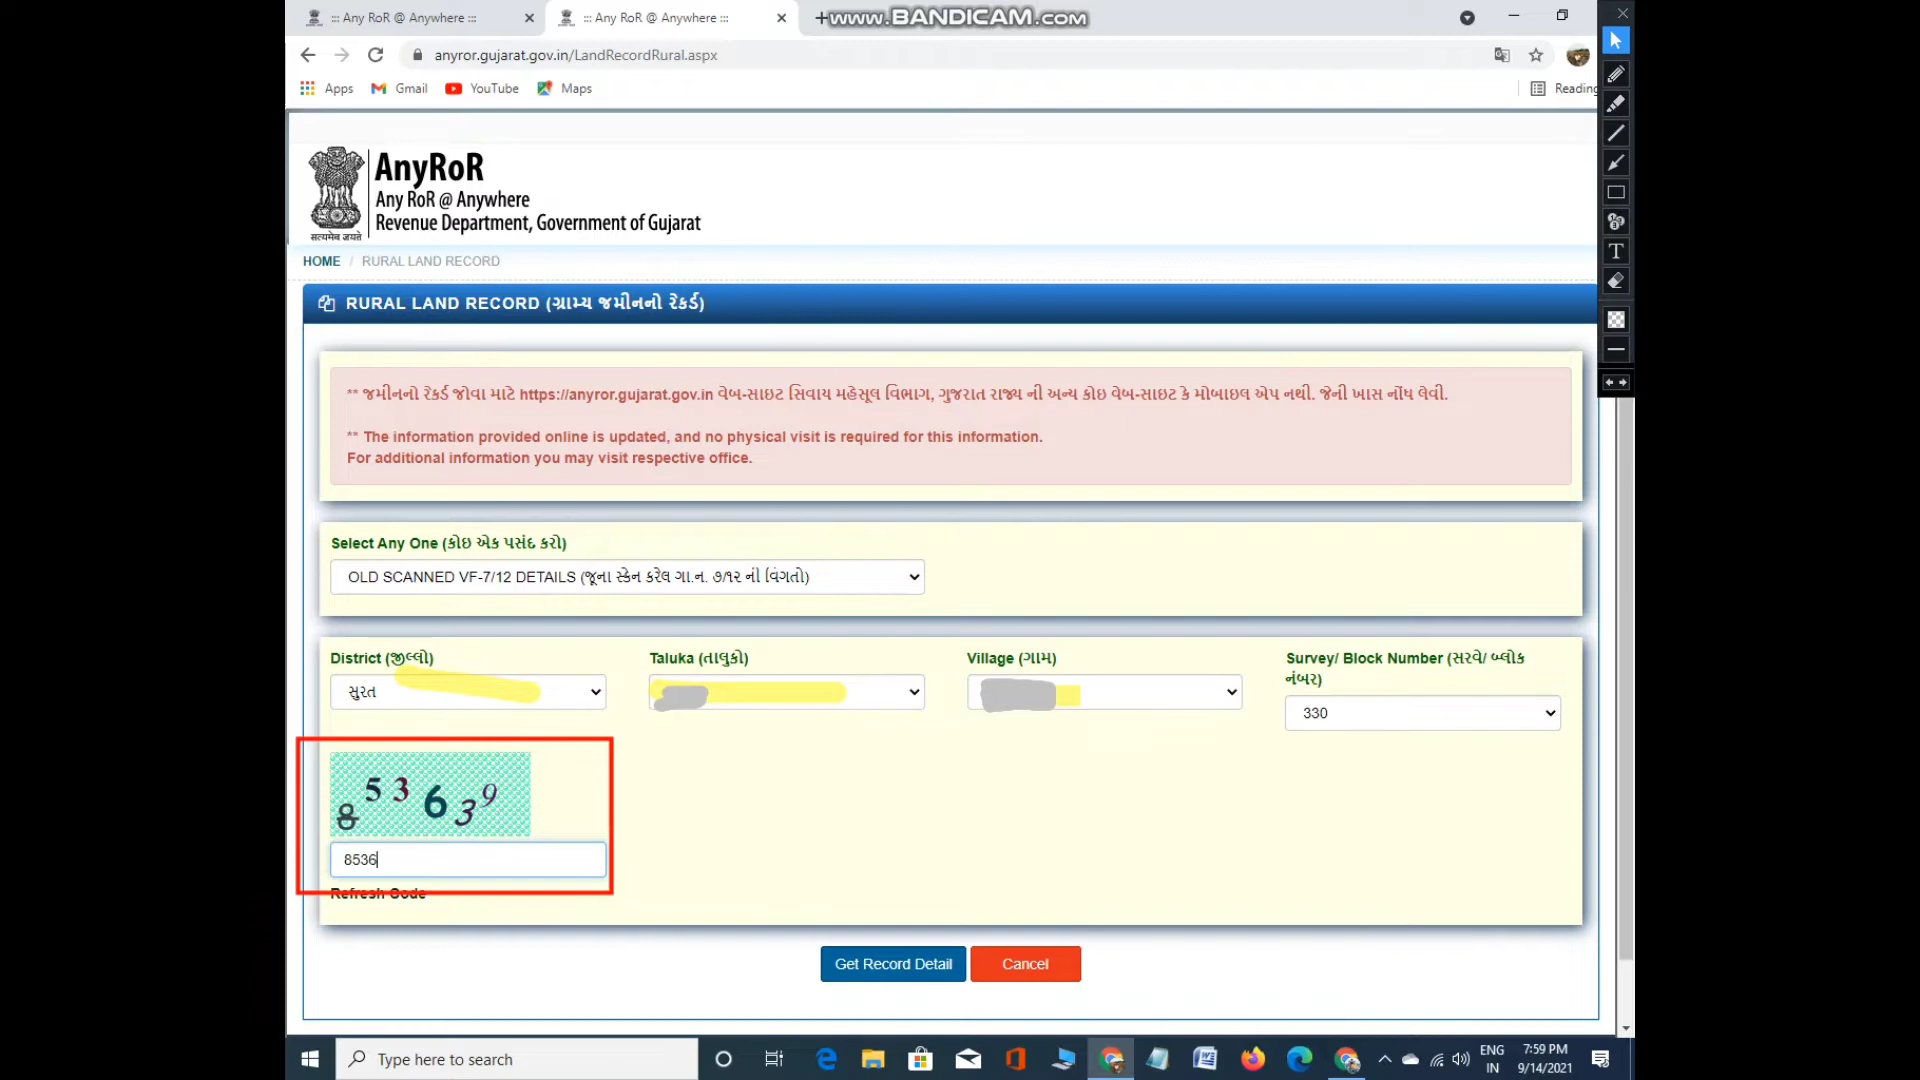 ::: Any RoR @ Anywhere :::
::: Any RoR @ Anywhere :::
www.BANDICAM.com
anyror.gujarat.gov.in/LandRecordRural.aspx
Apps Gmail YouTube Maps Reading
सत्यमेव जयते
AnyRoR
Any RoR @ Anywhere
Revenue Department, Government of Gujarat
HOME / RURAL LAND RECORD
RURAL LAND RECORD (ગ્રામ્ય જમીનનો રેકર્ડ)
** જમીનનો રેકર્ડ જોવા માટે https://anyror.gujarat.gov.in વેબ-સાઇટ સિવાય મહેસૂલ વિભાગ, ગુજરાત રાજ્ય ની અન્ય કોઇ વેબ-સાઇટ કે મોબાઇલ એપ નથી. જેની ખાસ નોંધ લેવી.
** The information provided online is updated, and no physical visit is required for this information.
For additional information you may visit respective office.
Select Any One (કોઇ એક પસંદ કરો)
OLD SCANNED VF-7/12 DETAILS (જૂના સ્કેન કરેલ ગા.ન. ૭/૧૨ ની વિગતો)
District (જીલ્લો)
સુરત
Taluka (તાલુકો)
Village (ગામ)
Survey/ Block Number (સરવે/ બ્લોક
નંબર)
330
853639
8536
Refresh Code
Get Record Detail
Cancel
Type here to search
ENG
IN
7:59 PM
9/14/2021